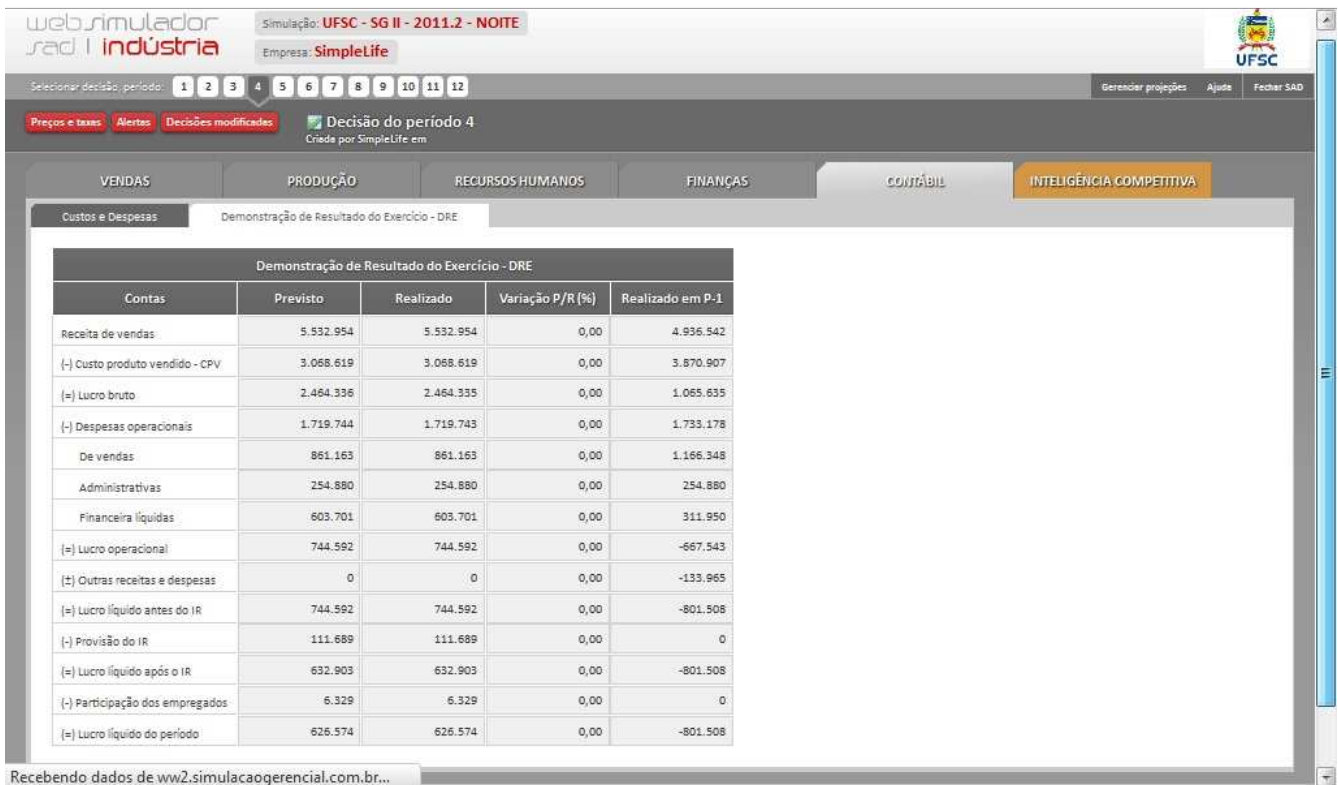 websimulador
sad | indústria
Simulação: UFSC - SG II - 2011.2 - NOITE
Empresa: SimpleLife
UFSC
Selecionar decisão, período: 1 2 3 4 5 6 7 8 9 10 11 12
Gerenciar projeções Ajuda Fechar SAD
Preços e taxas Alertas Decisões modificadas
Decisão do período 4
Criada por SimpleLife em
VENDAS PRODUÇÃO RECURSOS HUMANOS FINANÇAS CONTÁBIL INTELIGÊNCIA COMPETITIVA
Custos e Despesas Demonstração de Resultado do Exercício - DRE
Demonstração de Resultado do Exercício - DRE
Contas Previsto Realizado Variação P/R (%) Realizado em P-1
Receita de vendas 5.532.954 5.532.954 0,00 4.936.542
(-) Custo produto vendido - CPV 3.068.619 3.068.619 0,00 3.870.907
(=) Lucro bruto 2.464.336 2.464.335 0,00 1.065.635
(-) Despesas operacionais 1.719.744 1.719.743 0,00 1.733.178
De vendas 861.163 861.163 0,00 1.166.348
Administrativas 254.880 254.880 0,00 254.880
Financeira líquidas 603.701 603.701 0,00 311.950
(=) Lucro operacional 744.592 744.592 0,00 -667.543
(±) Outras receitas e despesas 0 0 0,00 -133.965
(=) Lucro líquido antes do IR 744.592 744.592 0,00 -801.508
(-) Provisão do IR 111.689 111.689 0,00 0
(=) Lucro líquido após o IR 632.903 632.903 0,00 -801.508
(-) Participação dos empregados 6.329 6.329 0,00 0
(=) Lucro líquido do período 626.574 626.574 0,00 -801.508
Recebendo dados de ww2.simulacaogerencial.com.br...